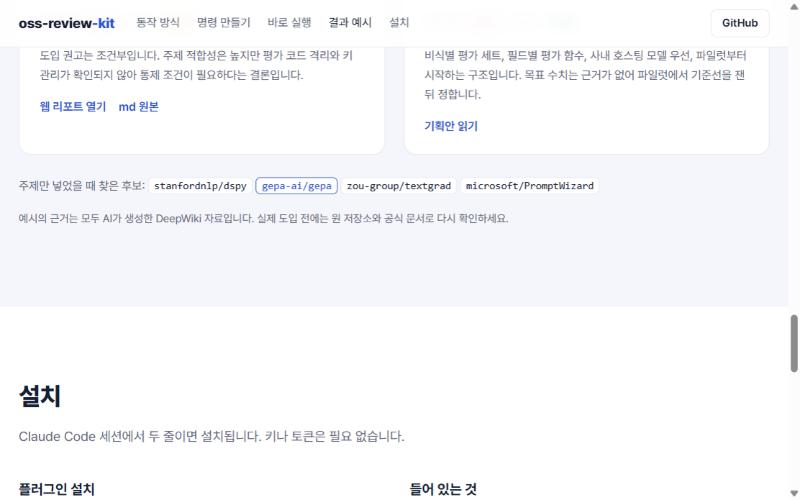 oss-review-kit 동작 방식 명령 만들기 바로 실행 결과 예시 설치 GitHub
도입 권고는 조건부입니다. 주제 적합성은 높지만 평가 코드 격리와 키
관리가 확인되지 않아 통제 조건이 필요하다는 결론입니다.
웹 리포트 열기 md 원본
비식별 평가 세트, 필드별 평가 함수, 사내 호스팅 모델 우선, 파일럿부터
시작하는 구조입니다. 목표 수치는 근거가 없어 파일럿에서 기준선을 잰
뒤 정합니다.
기획안 읽기
주제만 넣었을 때 찾은 후보: stanfordnlp/dspy gepa-ai/gepa zou-group/textgrad microsoft/PromptWizard
예시의 근거는 모두 AI가 생성한 DeepWiki 자료입니다. 실제 도입 전에는 원 저장소와 공식 문서로 다시 확인하세요.
설치
Claude Code 세션에서 두 줄이면 설치됩니다. 키나 토큰은 필요 없습니다.
플러그인 설치
들어 있는 것